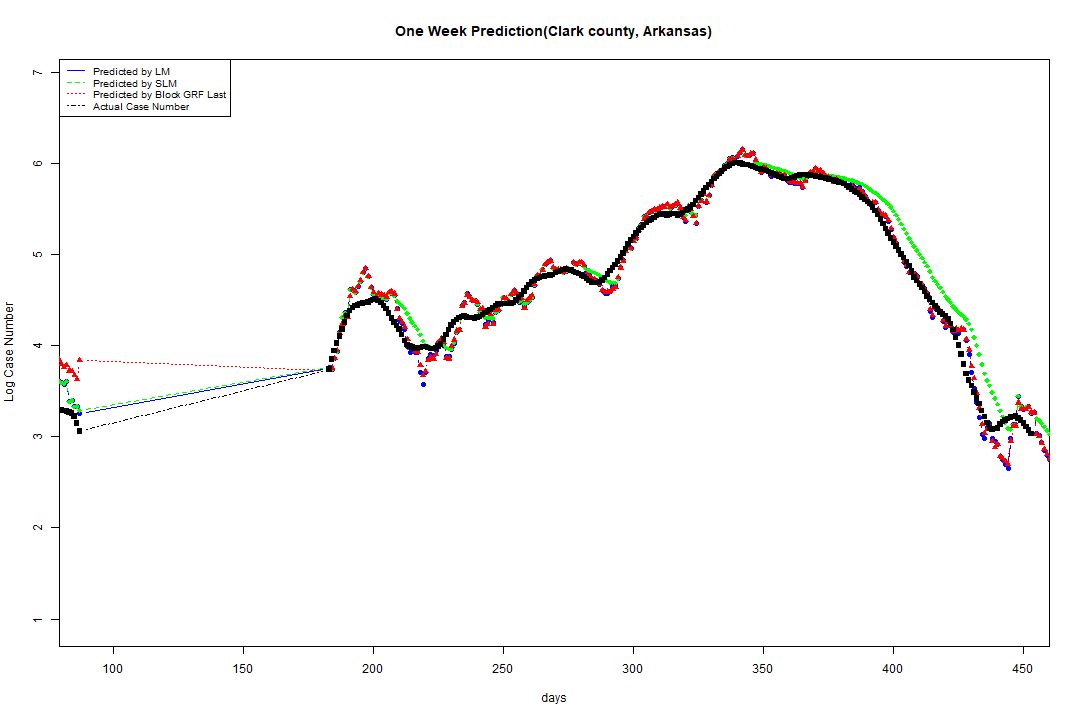 One Week Prediction(Clark county, Arkansas)
Predicted by LM
Predicted by SLM
Predicted by Block GRF Last
Actual Case Number
7
6
5
4
3
2
1
Log Case Number
100 150 200 250 300 350 400 450
days